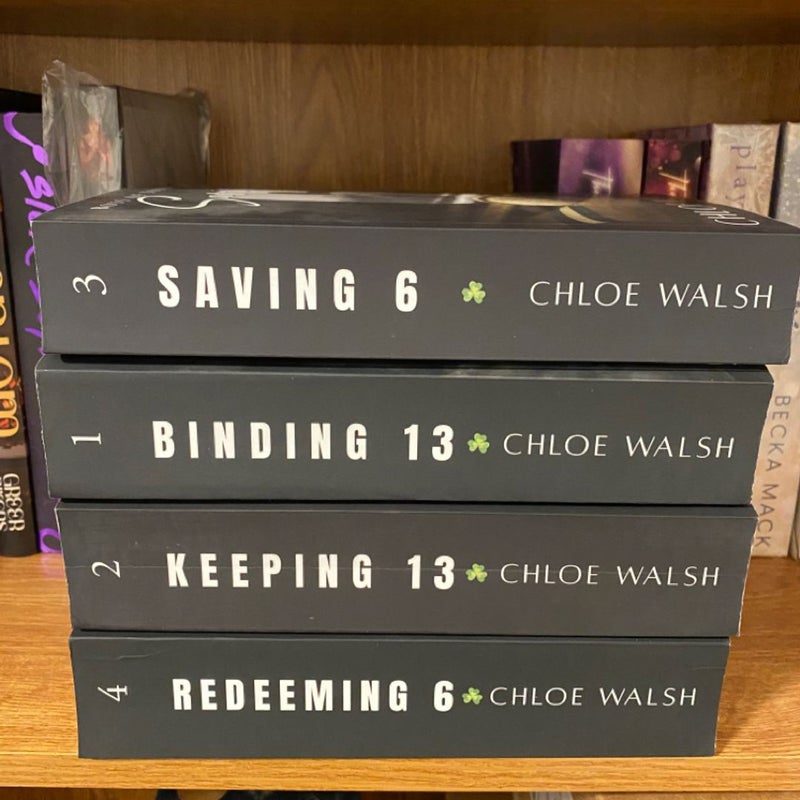 3 SAVING 6 CHLOE WALSH
1 BINDING 13 CHLOE WALSH
2 KEEPING 13 CHLOE WALSH
4 REDEEMING 6 CHLOE WALSH
BECKA MACK